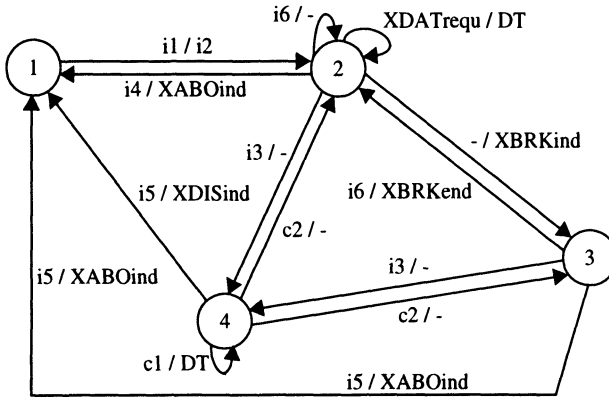 i6 / -
XDATrequ / DT
i1 / i2
1
2
i4 / XABOind
i3 / -
- / XBRKind
i6 / XBRKend
i5 / XDISind
c2 / -
i5 / XABOind
i3 / -
3
4
c2 / -
c1 / DT
i5 / XABOind